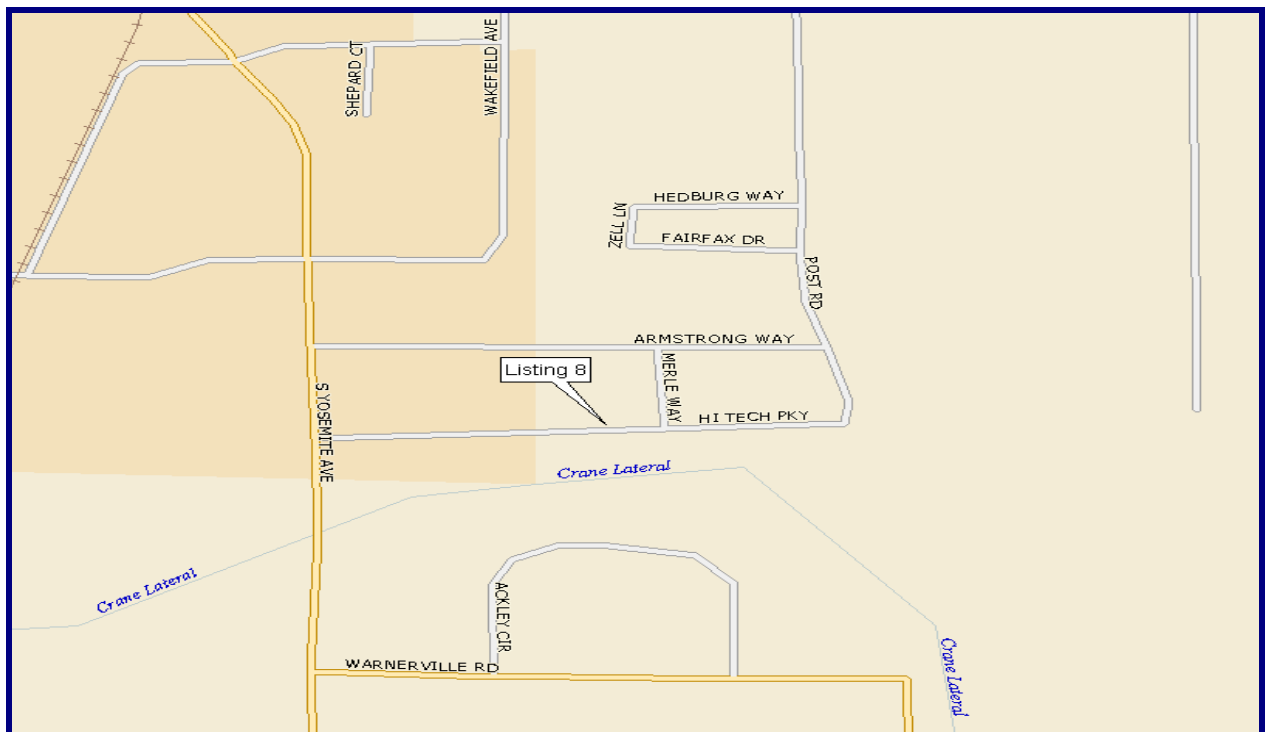 SHEPARD CT
WAKEFIELD AVE
HEDBURG WAY
ZELL LN
FAIRFAX DR
POST RD
ARMSTRONG WAY
Listing 8
MERLE WAY
S YOSEMITE AVE
HI TECH PKY
Crane Lateral
Crane Lateral
ACKLEY CIR
Crane Lateral
WARNERVILLE RD